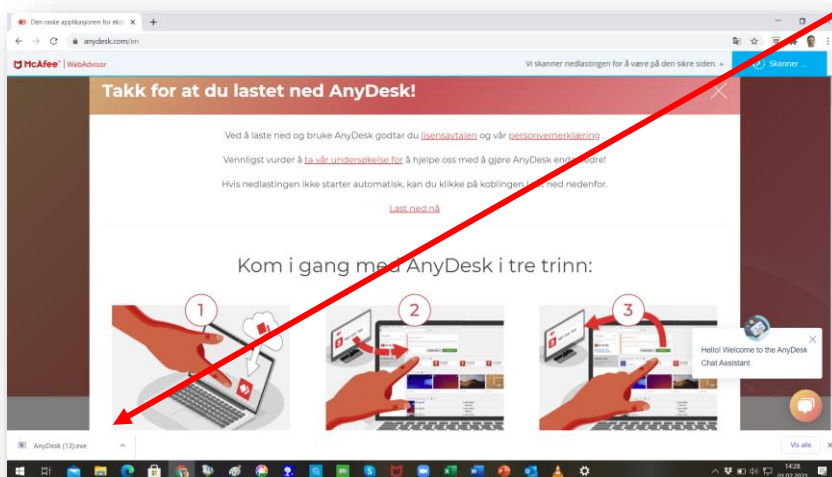 Den raske applikasjonen for ekst
anydesk.com/en
McAfee | WebAdvisor
Vi skanner nedlastingen for å være på den sikre siden. »
Skanner ...
Takk for at du lastet ned AnyDesk!
Ved å laste ned og bruke AnyDesk godtar du lisensavtalen og vår personvernerklæring
Vennligst vurder å ta vår undersøkelse for å hjelpe oss med å gjøre AnyDesk enda
Hvis nedlastingen ikke starter automatisk, kan du klikke på koblingen ned nedenfor.
Last ned nå
Kom i gang med AnyDesk i tre trinn:
1
2
3
Hello! Welcome to the AnyDesk
Chat Assistant
AnyDesk (13).exe
Vis alle
14:28
01.02.2021